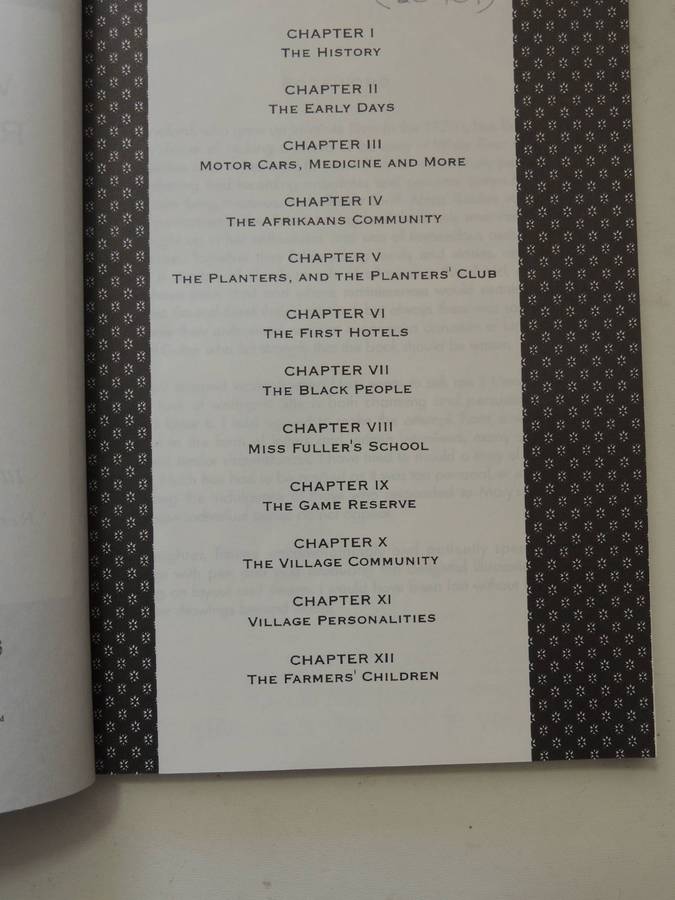 CHAPTER I
THE HISTORY
CHAPTER II
THE EARLY DAYS
CHAPTER III
MOTOR CARS, MEDICINE AND MORE
CHAPTER IV
THE AFRIKAANS COMMUNITY
CHAPTER V
THE PLANTERS, AND THE PLANTERS' CLUB
CHAPTER VI
THE FIRST HOTELS
CHAPTER VII
THE BLACK PEOPLE
CHAPTER VIII
MISS FULLER'S SCHOOL
CHAPTER IX
THE GAME RESERVE
CHAPTER X
THE VILLAGE COMMUNITY
CHAPTER XI
VILLAGE PERSONALITIES
CHAPTER XII
THE FARMERS' CHILDREN